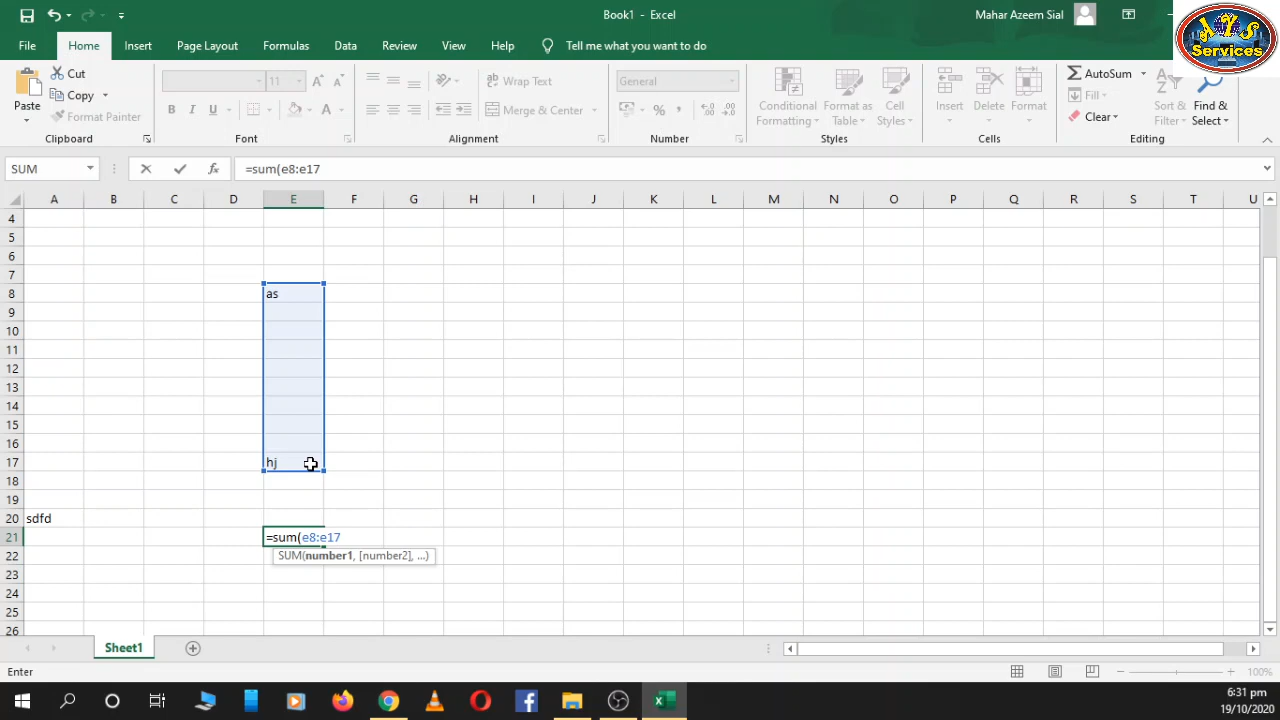 Book1 - Excel
Mahar Azeem Sial
AYS
Services
File Home Insert Page Layout Formulas Data Review View Help Tell me what you want to do
Paste
Cut
Copy
Format Painter
Clipboard
11
B I U
Font
Wrap Text
Merge & Center
Alignment
General
Number
Conditional
Formatting
Format as
Table
Cell
Styles
Styles
Insert
Delete
Format
Cells
AutoSum
Fill
Clear
Sort &
Filter
Find &
Select
Editing
SUM
fx
=sum(e8:e17
A B C D E F G H I J K L M N O P Q R S T U
4
5
6
7
8 as
9
10
11
12
13
14
15
16
17 hj
18
19
20 sdfd
21 =sum(e8:e17
22 SUM(number1, [number2], ...)
23
24
25
26
Sheet1
Enter
100%
6:31 pm
19/10/2020